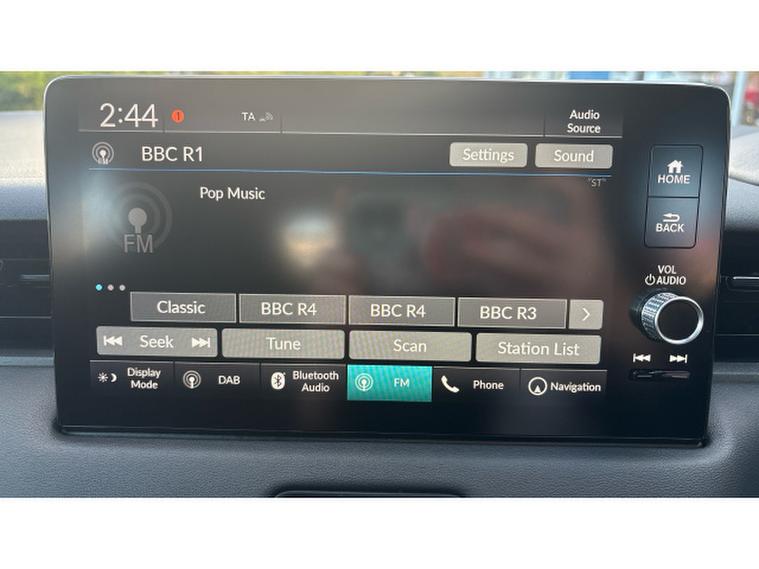 2:44
1
TA
Audio
Source
BBC R1
Settings
Sound
"ST"
Pop Music
FM
HOME
BACK
VOL
AUDIO
Classic
BBC R4
BBC R4
BBC R3
Seek
Tune
Scan
Station List
Display
Mode
DAB
Bluetooth
Audio
FM
Phone
Navigation